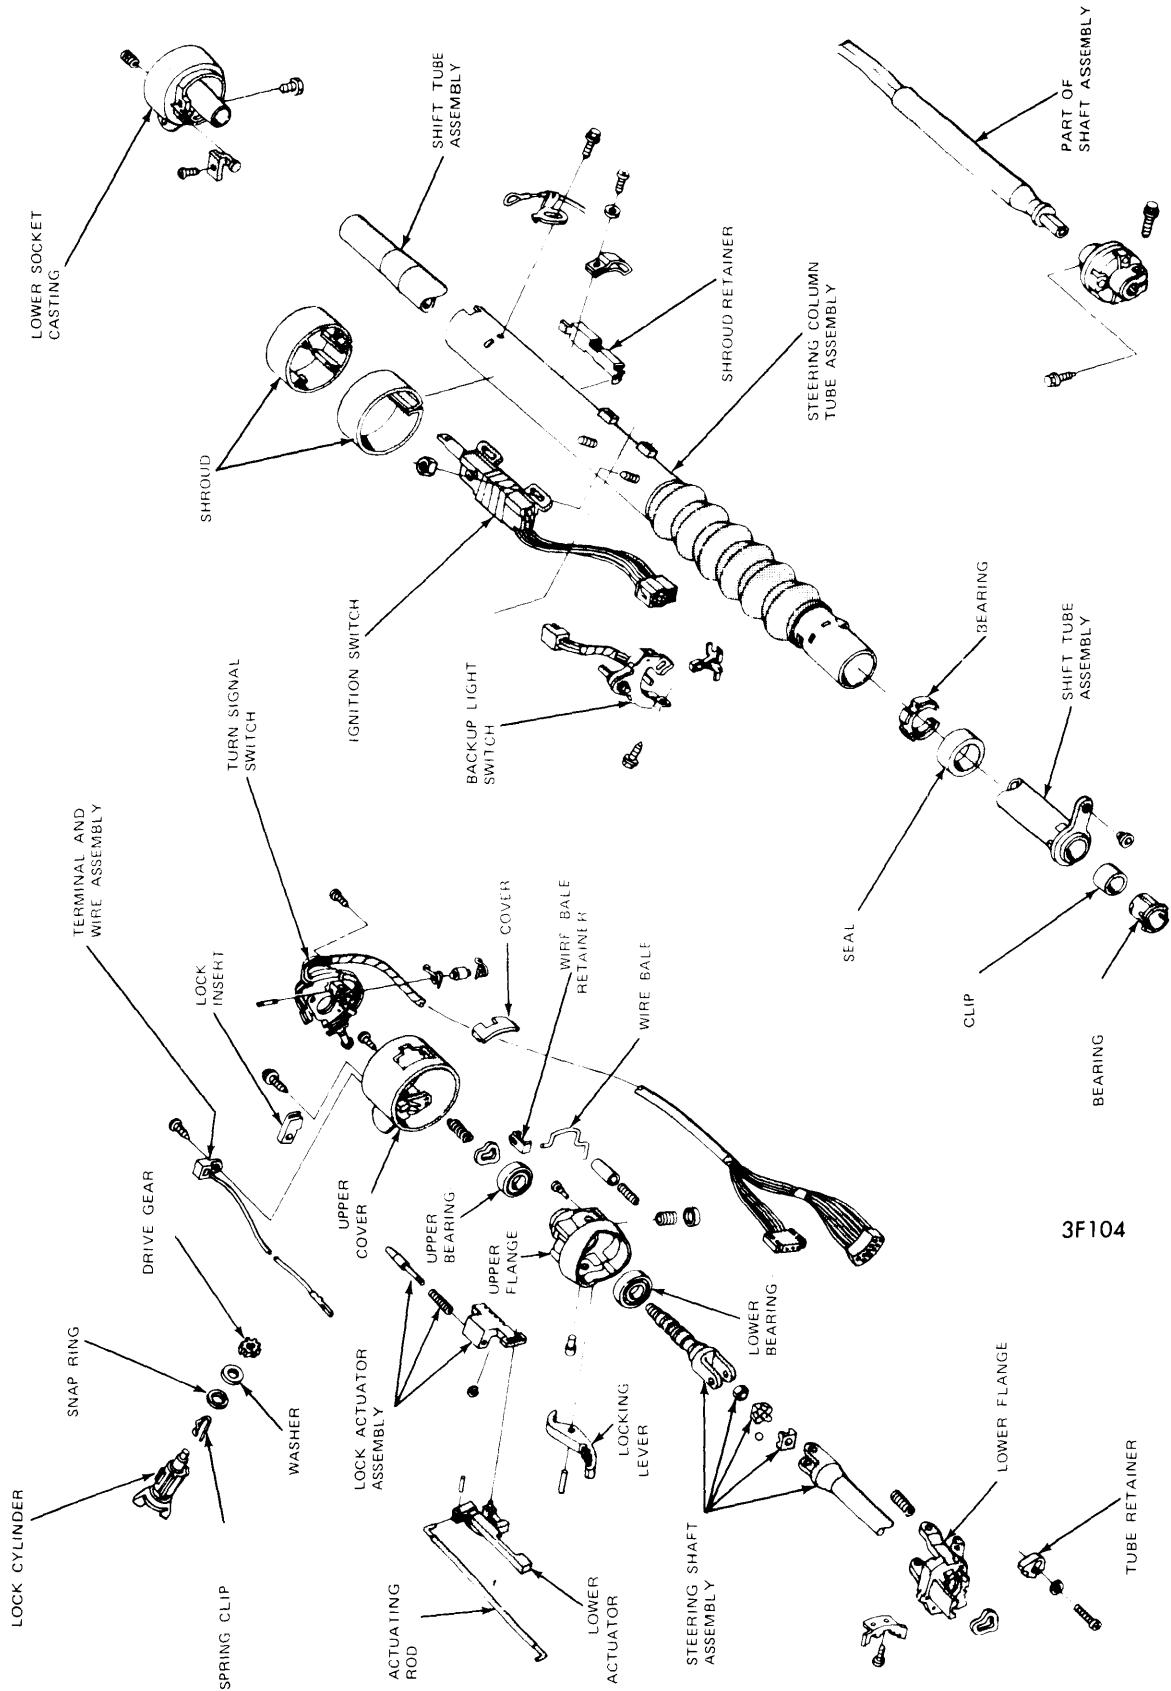 LOCK CYLINDER
SNAP RING
DRIVE GEAR
TERMINAL AND
WIRE ASSEMBLY
TURN SIGNAL
SWITCH
IGNITION SWITCH
SHROUD
LOWER SOCKET
CASTING
SPRING CLIP
WASHER
LOCK
INSERT
UPPER
COVER
BACKUP LIGHT
SWITCH
SHIFT TUBE
ASSEMBLY
LOCK ACTUATOR
ASSEMBLY
UPPER
BEARING
UPPER
FLANGE
COVER
WIRE BALE
RETAINER
WIRE BALE
SHROUD RETAINER
STEERING COLUMN
TUBE ASSEMBLY
ACTUATING
ROD
LOWER
ACTUATOR
LOCKING
LEVER
LOWER
BEARING
STEERING SHAFT
ASSEMBLY
SEAL
BEARING
SHIFT TUBE
ASSEMBLY
CLIP
BEARING
PART OF
SHAFT ASSEMBLY
LOWER FLANGE
TUBE RETAINER
3F104